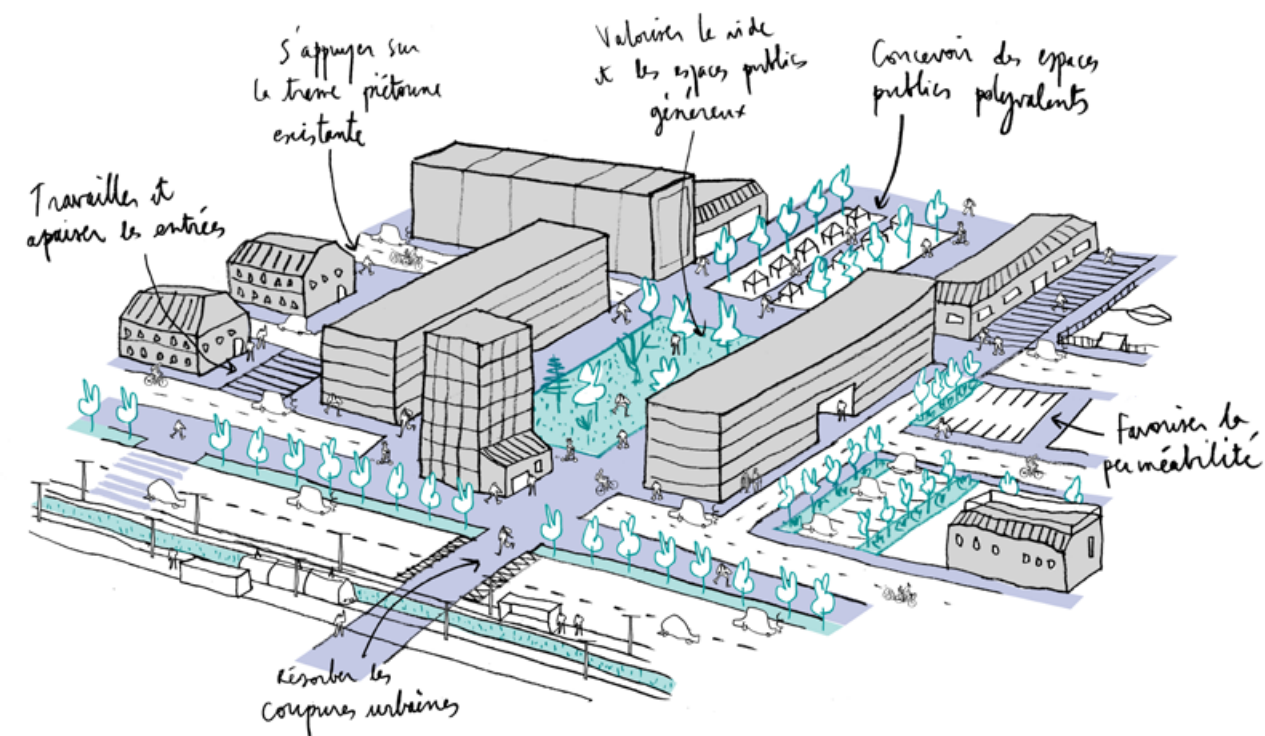 S'appuyer sur
la trame piétonne
existante
Valoriser le vide
et les espaces publics
généreux
Concevoir des espaces
publics polyvalents
Travailler et
apaiser les entrées
Favoriser la
perméabilité
Résorber les
coupures urbaines